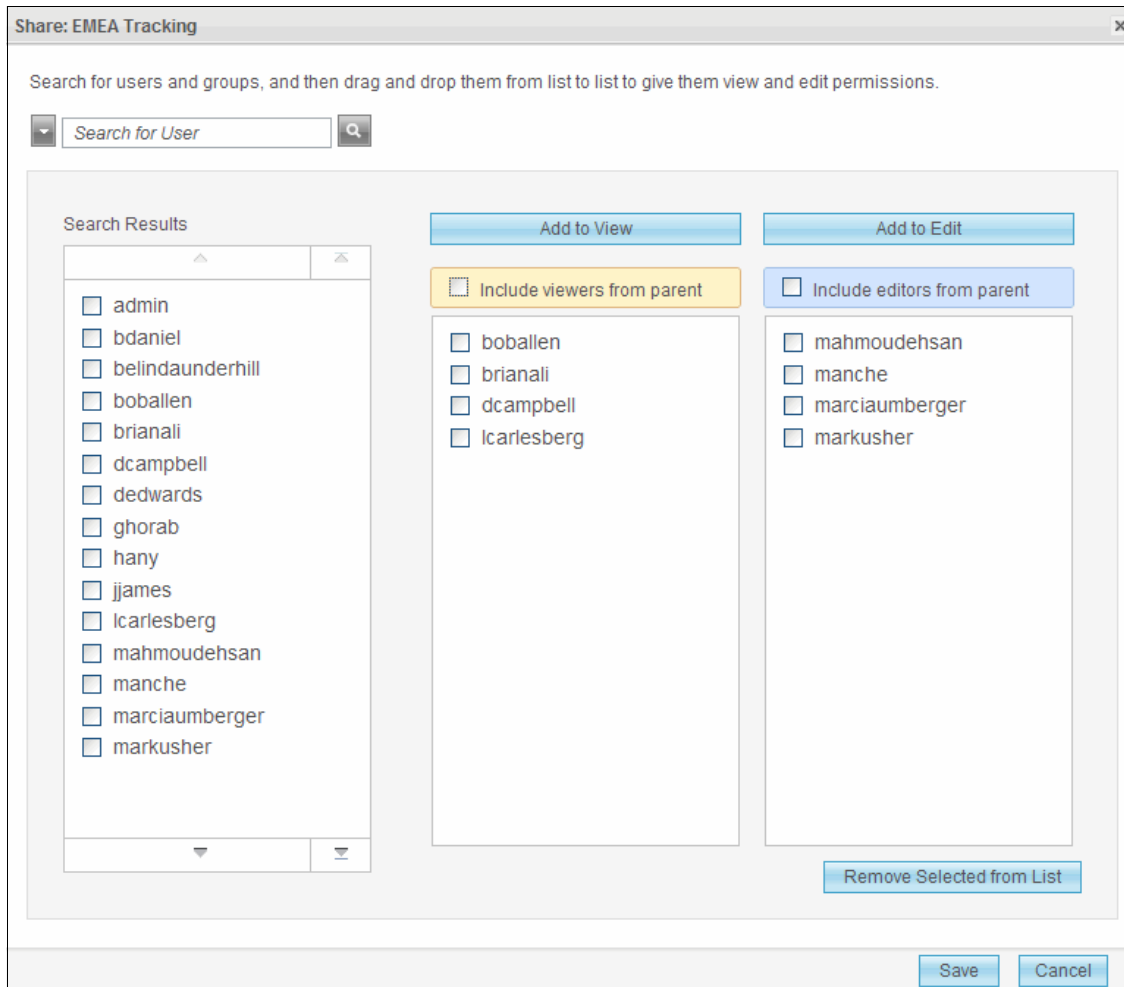 Share: EMEA Tracking
Search for users and groups, and then drag and drop them from list to list to give them view and edit permissions.
Search for User
Search Results
admin
bdaniel
belindaunderhill
boballen
brianali
dcampbell
dedwards
ghorab
hany
jjames
lcarlesberg
mahmoudehsan
manche
marciaumberger
markusher
Add to View
Include viewers from parent
boballen
brianali
dcampbell
lcarlesberg
Add to Edit
Include editors from parent
mahmoudehsan
manche
marciaumberger
markusher
Remove Selected from List
Save
Cancel